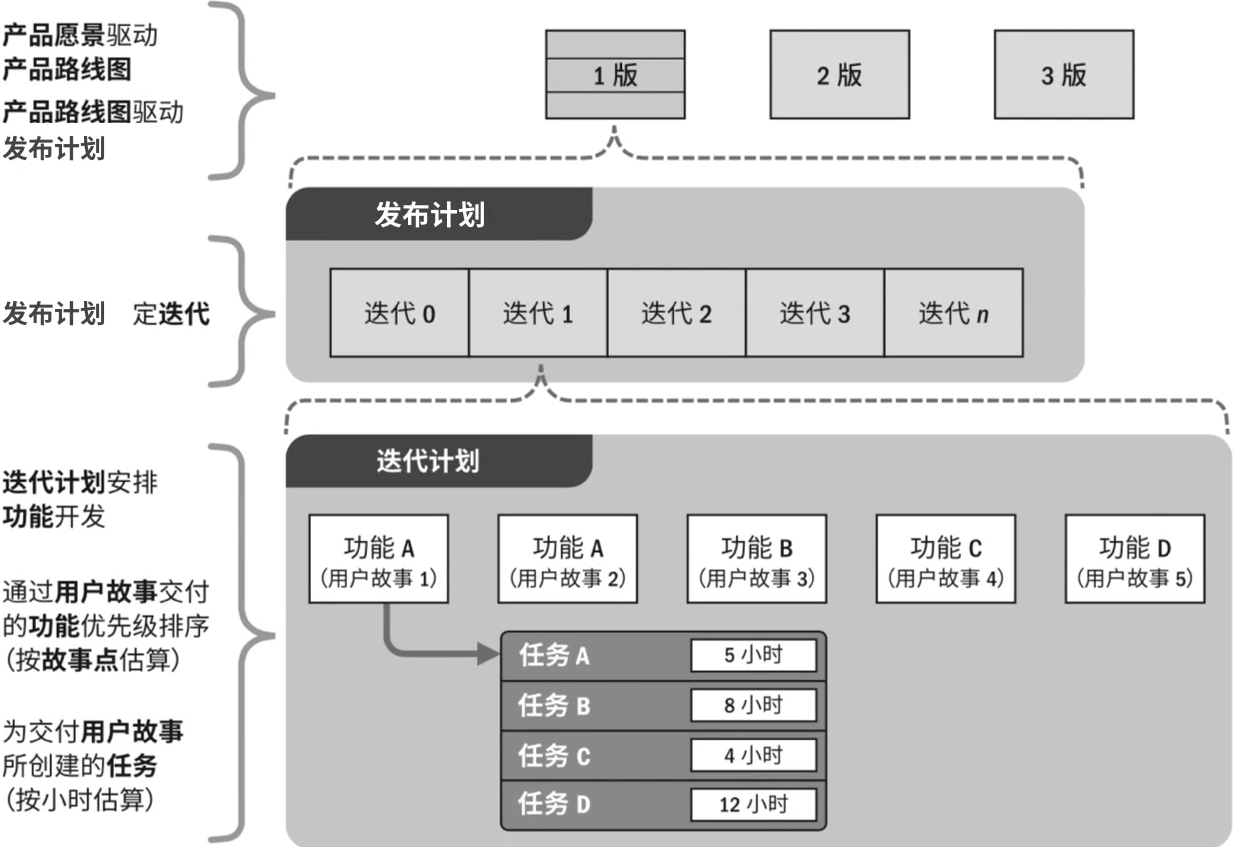 产品愿景驱动
产品路线图
产品路线图驱动
发布计划
1 版
2 版
3 版
发布计划
发布计划 定迭代
迭代 0
迭代 1
迭代 2
迭代 3
迭代 n
迭代计划
迭代计划安排
功能开发
通过用户故事交付
的功能优先级排序
(按故事点估算)
为交付用户故事
所创建的任务
(按小时估算)
功能 A
(用户故事 1)
功能 A
(用户故事 2)
功能 B
(用户故事 3)
功能 C
(用户故事 4)
功能 D
(用户故事 5)
任务 A 5 小时
任务 B 8 小时
任务 C 4 小时
任务 D 12 小时